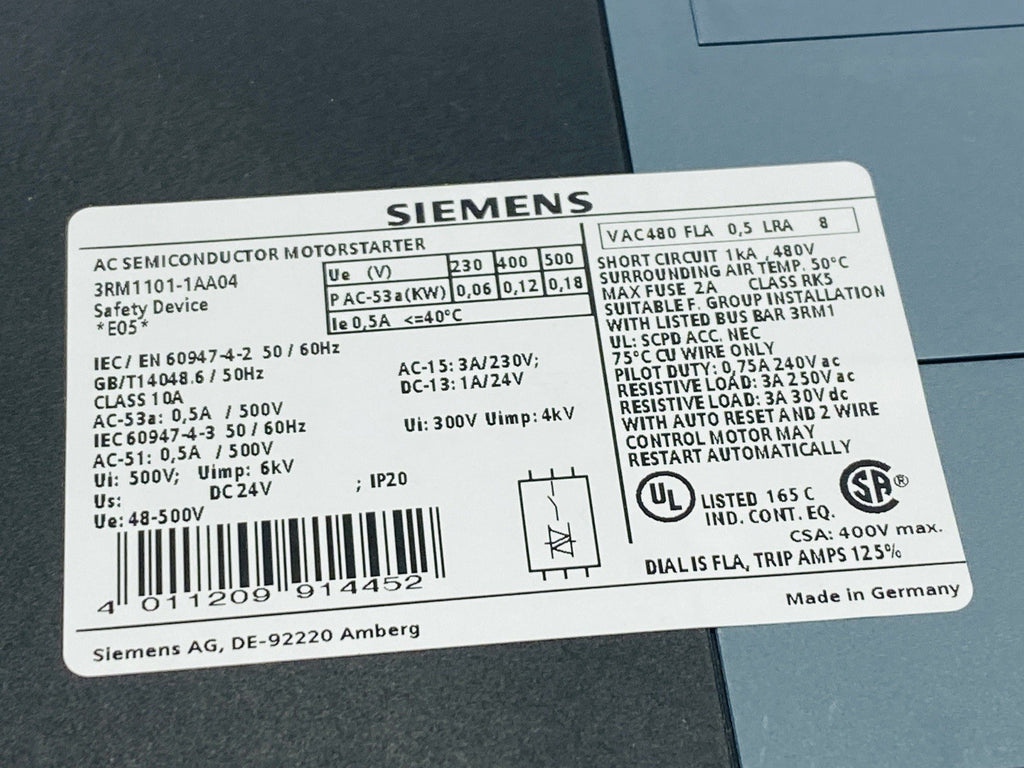 SIEMENS
AC SEMICONDUCTOR MOTORSTARTER
3RM1101-1AA04
Safety Device
*E05*
Ue (V) 230 400 500
P AC-53a(KW) 0,06 0,12 0,18
Ie 0,5A <=40°C
IEC/ EN 60947-4-2 50 / 60Hz
GB/T14048.6 / 50Hz
CLASS 10A
AC-53a: 0,5A / 500V
IEC 60947-4-3 50 / 60Hz
AC-51: 0,5A / 500V
Ui: 500V; Uimp: 6kV
Us: DC 24V ; IP20
Ue: 48-500V
AC-15: 3A/230V;
DC-13: 1A/24V
Ui: 300V Uimp: 4kV
4 011209 914452
VAC480 FLA 0,5 LRA 8
SHORT CIRCUIT 1kA , 480V
SURROUNDING AIR TEMP. 50°C
MAX FUSE 2A CLASS RK5
SUITABLE F. GROUP INSTALLATION
WITH LISTED BUS BAR 3RM1
UL: SCPD ACC. NEC
75°C CU WIRE ONLY
PILOT DUTY: 0,75A 240V ac
RESISTIVE LOAD: 3A 250V ac
RESISTIVE LOAD: 3A 30V dc
WITH AUTO RESET AND 2 WIRE
CONTROL MOTOR MAY
RESTART AUTOMATICALLY
UL LISTED 165 C
IND. CONT. EQ.
SA ®
CSA: 400V max.
DIAL IS FLA, TRIP AMPS 125%
Siemens AG, DE-92220 Amberg
Made in Germany